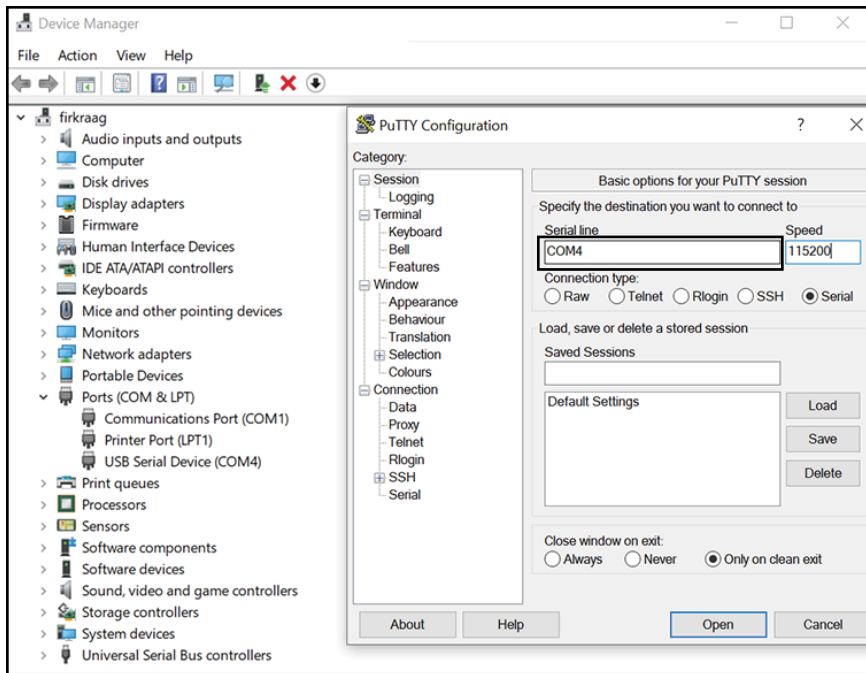 Device Manager
File Action View Help
firkraag
Audio inputs and outputs
Computer
Disk drives
Display adapters
Firmware
Human Interface Devices
IDE ATA/ATAPI controllers
Keyboards
Mice and other pointing devices
Monitors
Network adapters
Portable Devices
Ports (COM & LPT)
Communications Port (COM1)
Printer Port (LPT1)
USB Serial Device (COM4)
Print queues
Processors
Sensors
Software components
Software devices
Sound, video and game controllers
Storage controllers
System devices
Universal Serial Bus controllers
PuTTY Configuration
Category:
Session
Logging
Terminal
Keyboard
Bell
Features
Window
Appearance
Behaviour
Translation
Selection
Colours
Connection
Data
Proxy
Telnet
Rlogin
SSH
Serial
Basic options for your PuTTY session
Specify the destination you want to connect to
Serial line Speed
COM4 115200
Connection type:
Raw Telnet Rlogin SSH Serial
Load, save or delete a stored session
Saved Sessions
Default Settings
Load
Save
Delete
Close window on exit:
Always Never Only on clean exit
About Help Open Cancel